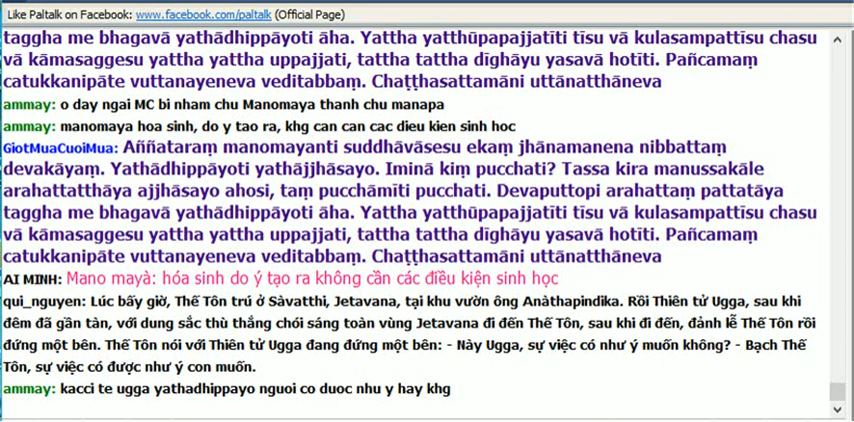 Like Paltalk on Facebook: www.facebook.com/paltalk (Official Page)
taggha me bhagavā yathādhippāyoti āha. Yattha yatthūpapajjatīti tīsu vā kulasampattīsu chasu
vā kāmasaggesu yattha yattha uppajjati, tattha tattha dīghāyu yasavā hotīti. Pañcamaṃ
catukkanipāte vuttanayeneva veditabbaṃ. Chaṭṭhasattamāni uttānatthāneva
ammay: o day ngai MC bi nham chu Manomaya thanh chu manapa
ammay: manomaya hoa sinh, do y tao ra, khg can can cac dieu kien sinh hoc
GiotMuaCuoiMua: Aññataraṃ manomayanti suddhāvāsesu ekaṃ jhānamanena nibbattaṃ
devakāyaṃ. Yathādhippāyoti yathājjhāsayo. Iminā kiṃ pucchati? Tassa kira manussakāle
arahattatthāya ajjhāsayo ahosi, taṃ pucchāmīti pucchati. Devaputtopi arahattaṃ pattatāya
taggha me bhagavā yathādhippāyoti āha. Yattha yatthūpapajjatīti tīsu vā kulasampattīsu chasu
vā kāmasaggesu yattha yattha uppajjati, tattha tattha dīghāyu yasavā hotīti. Pañcamaṃ
catukkanipāte vuttanayeneva veditabbaṃ. Chaṭṭhasattamāni uttānatthāneva
AI MINH: Mano mayà: hóa sinh do ý tạo ra không cần các điều kiện sinh học
qui_nguyen: Lúc bấy giờ, Thế Tôn trú ở Sàvatthi, Jetavana, tại khu vườn ông Anàthapindika. Rồi Thiên tử Ugga, sau khi
đêm đã gần tàn, với dung sắc thù thắng chói sáng toàn vùng Jetavana đi đến Thế Tôn, sau khi đi đến, đảnh lễ Thế Tôn rồi
đứng một bên. Thế Tôn nói với Thiên tử Ugga đang đứng một bên: - Này Ugga, sự việc có như ý muốn không? - Bạch Thế
Tôn, sự việc có được như ý con muốn.
ammay: kacci te ugga yathadhippayo nguoi co duoc nhu y hay khg